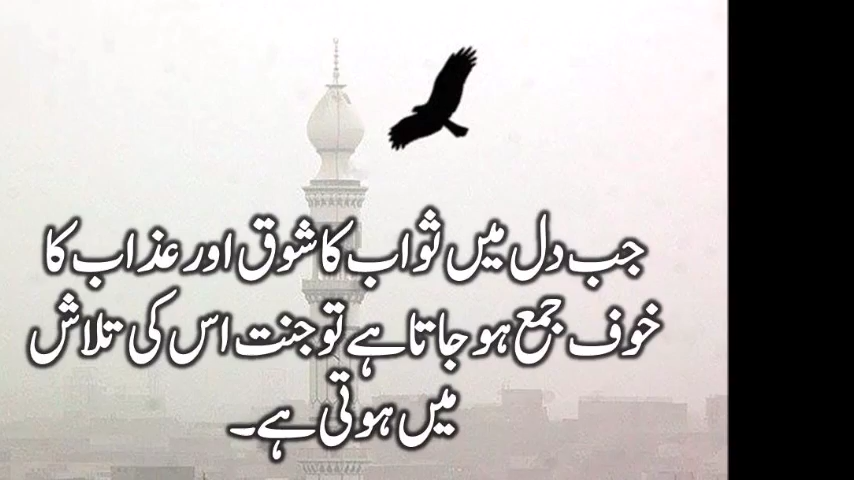 جب دل میں ثواب کا شوق اور عذاب کا
خوف جمع ہو جاتا ہے تو جنت اس کی تلاش
میں ہوتی ہے۔